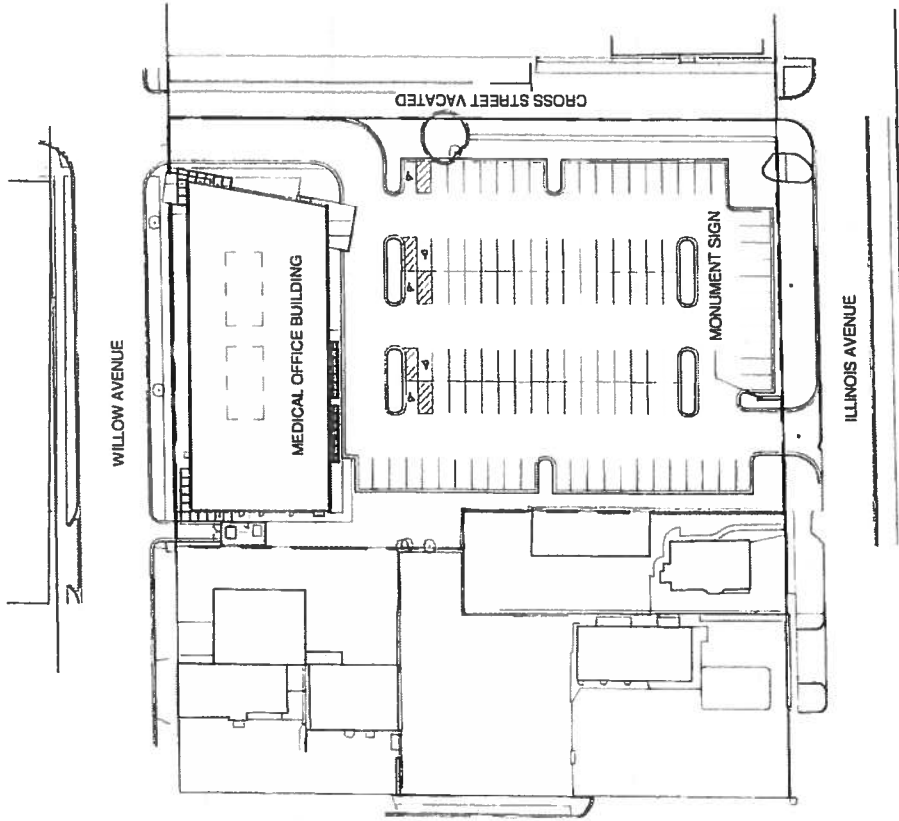 CROSS STREET VACATED
WILLOW AVENUE
MEDICAL OFFICE BUILDING
MONUMENT SIGN
ILLINOIS AVENUE